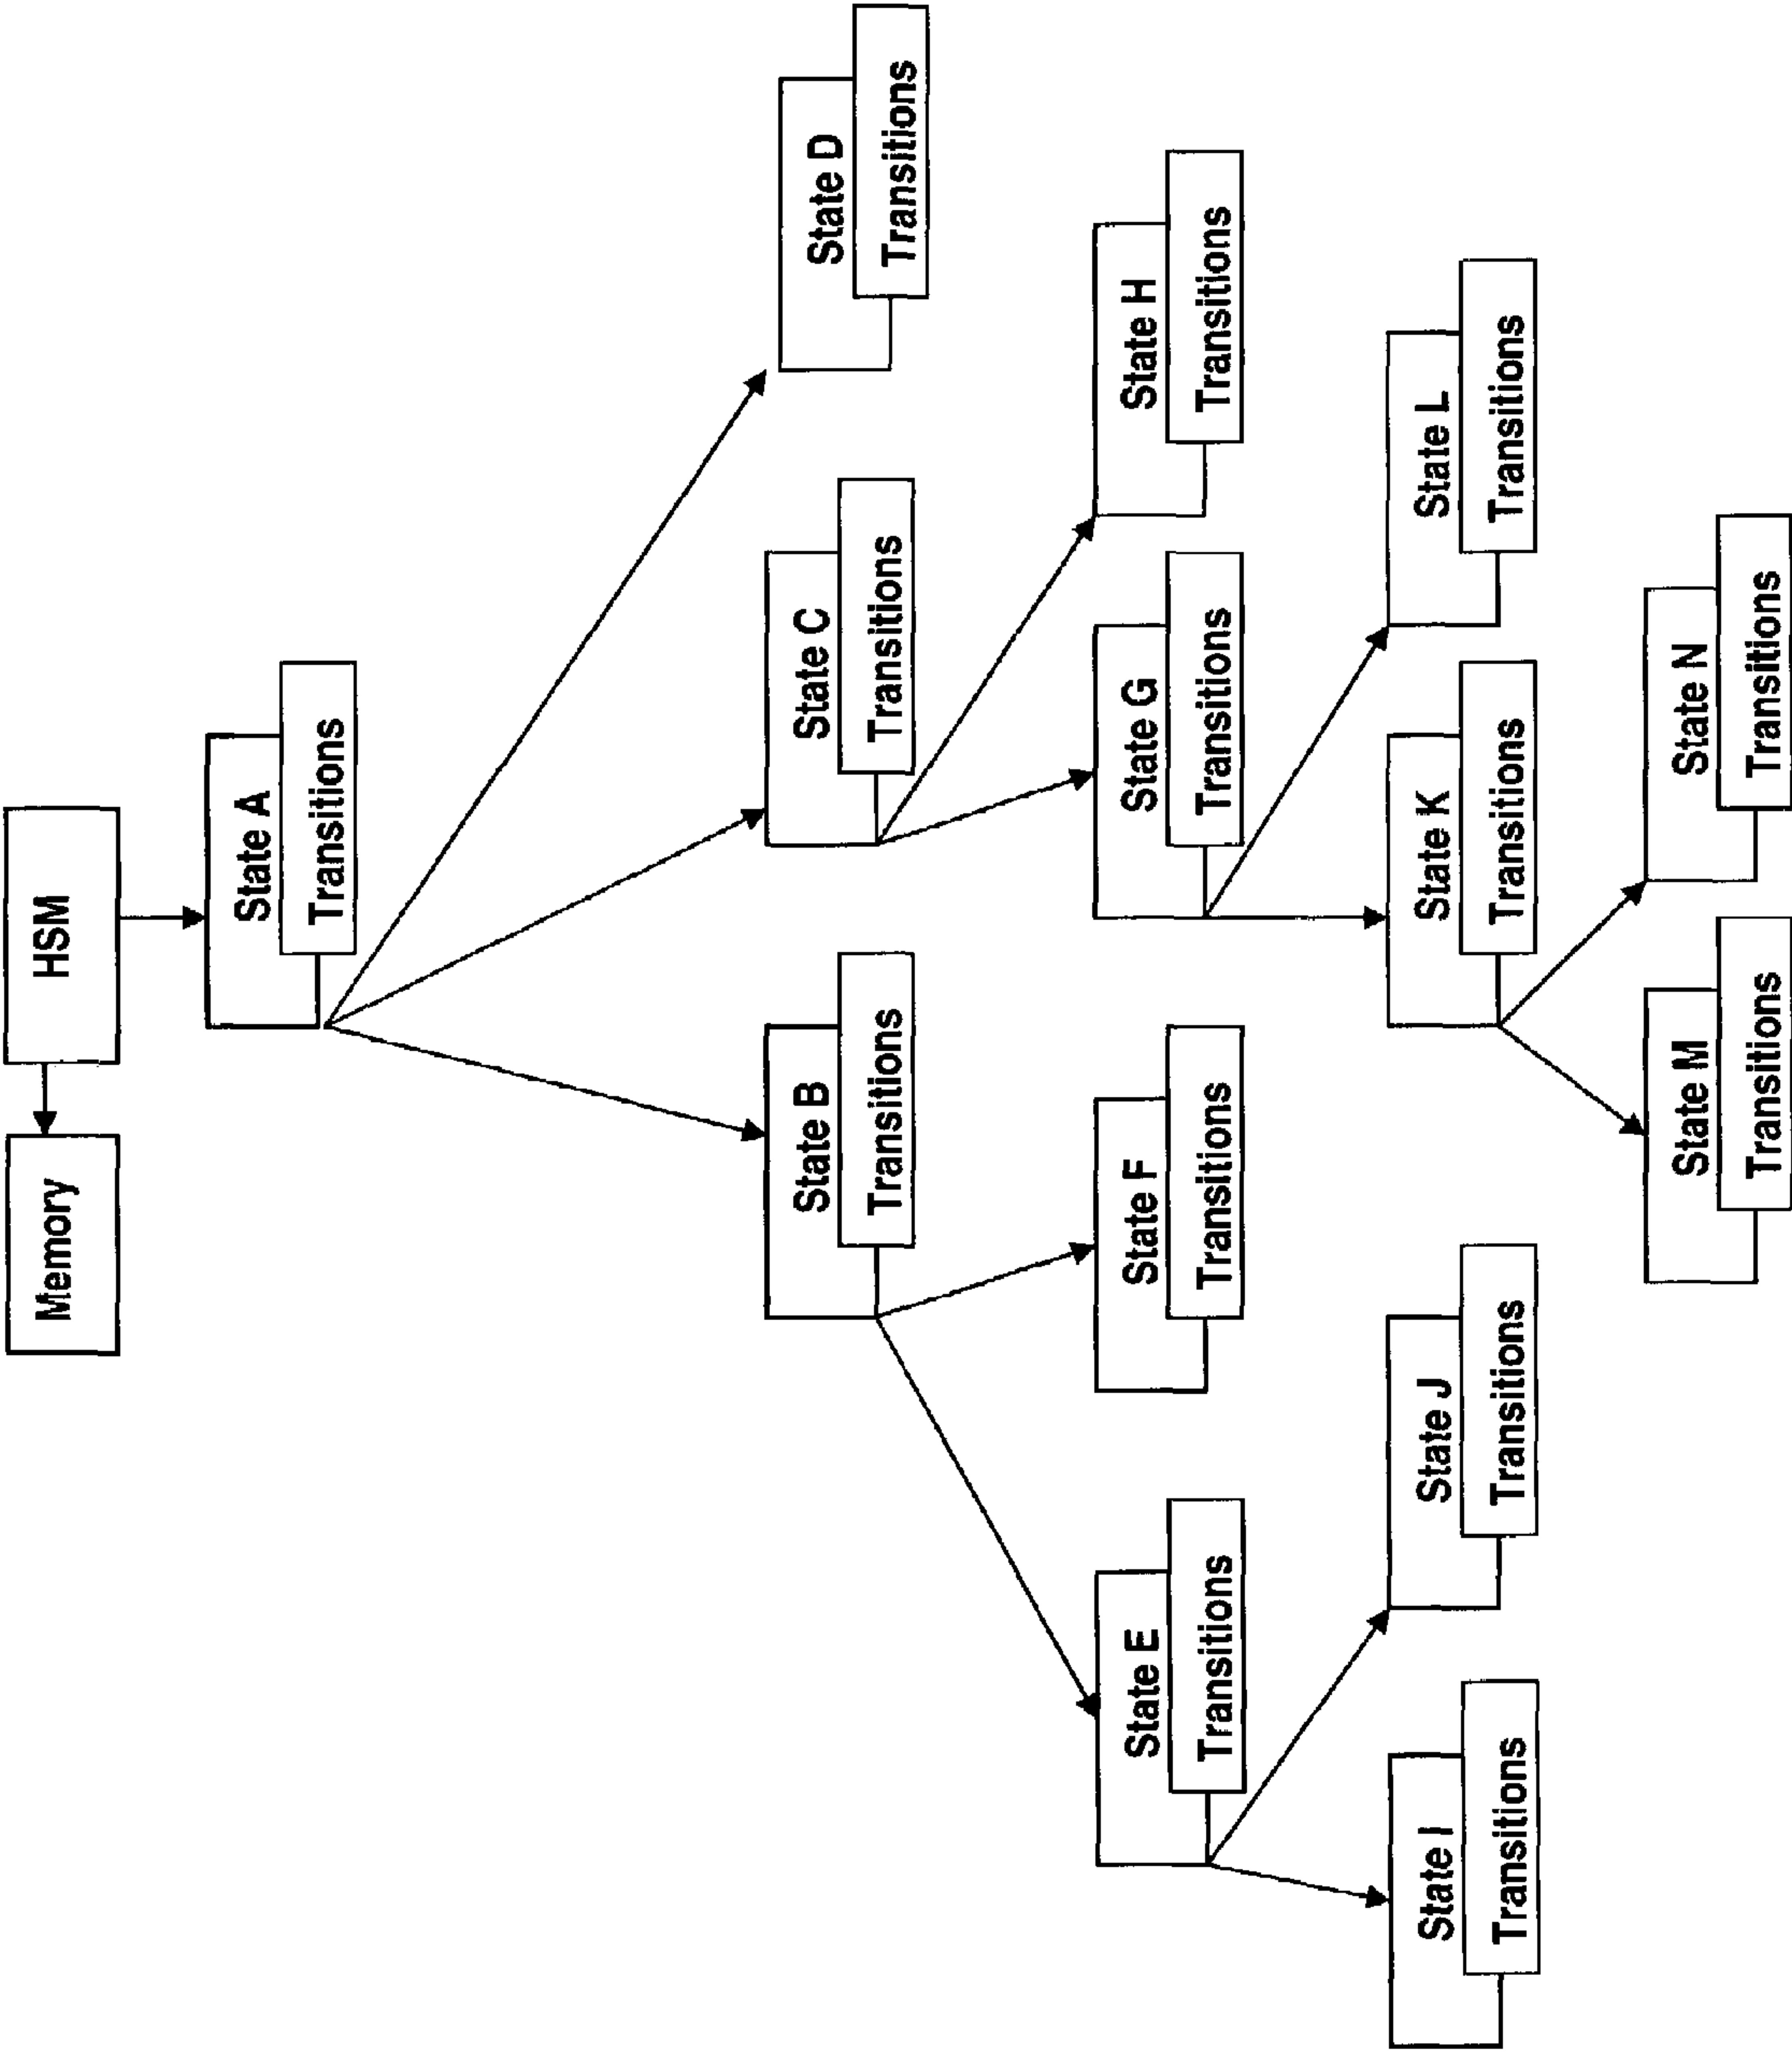 Memory
HSM
State A
Transitions
State B
Transitions
State C
Transitions
State D
Transitions
State E
Transitions
State F
Transitions
State G
Transitions
State H
Transitions
State I
Transitions
State J
Transitions
State K
Transitions
State L
Transitions
State M
Transitions
State N
Transitions